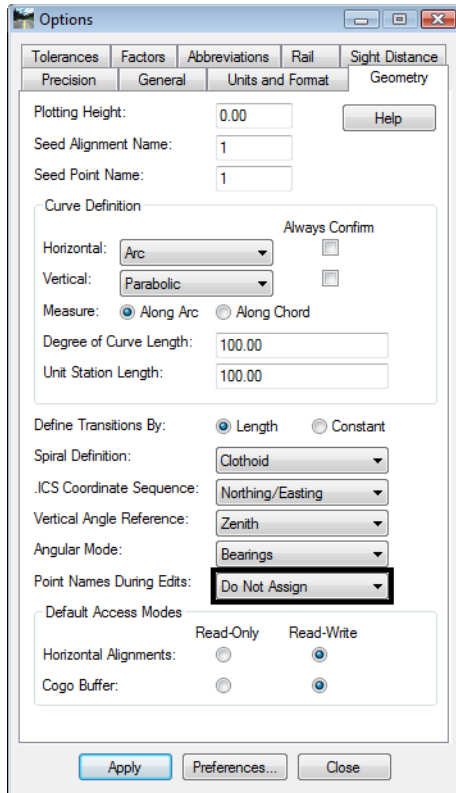 Options
Tolerances Factors Abbreviations Rail Sight Distance
Precision General Units and Format Geometry
Plotting Height: 0.00 Help
Seed Alignment Name: 1
Seed Point Name: 1
Curve Definition
Always Confirm
Horizontal: Arc
Vertical: Parabolic
Measure: Along Arc Along Chord
Degree of Curve Length: 100.00
Unit Station Length: 100.00
Define Transitions By: Length Constant
Spiral Definition: Clothoid
.ICS Coordinate Sequence: Northing/Easting
Vertical Angle Reference: Zenith
Angular Mode: Bearings
Point Names During Edits: Do Not Assign
Default Access Modes
Read-Only Read-Write
Horizontal Alignments:
Cogo Buffer:
Apply Preferences... Close